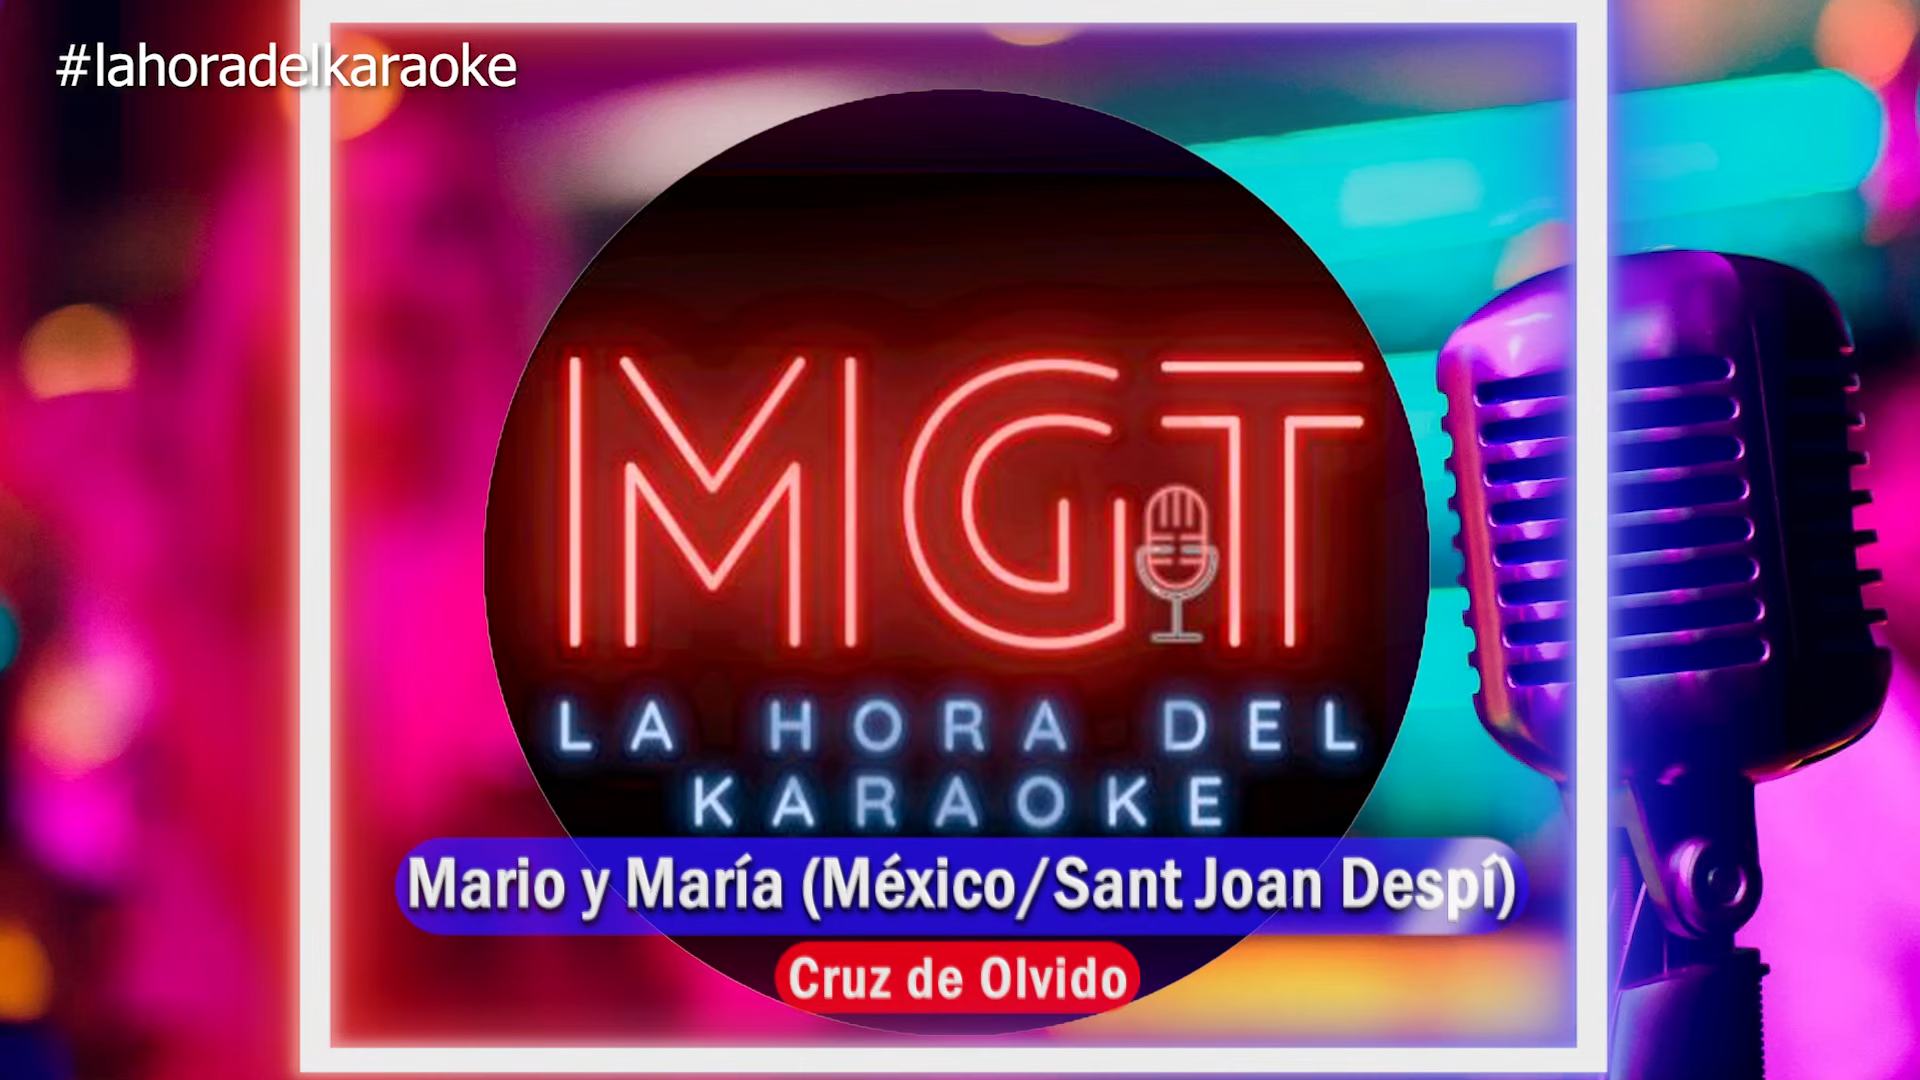 #lahoradelkaraoke
MGT
LA HORA DEL
KARAOKE
Mario y María (México/Sant Joan Despí)
Cruz de Olvido